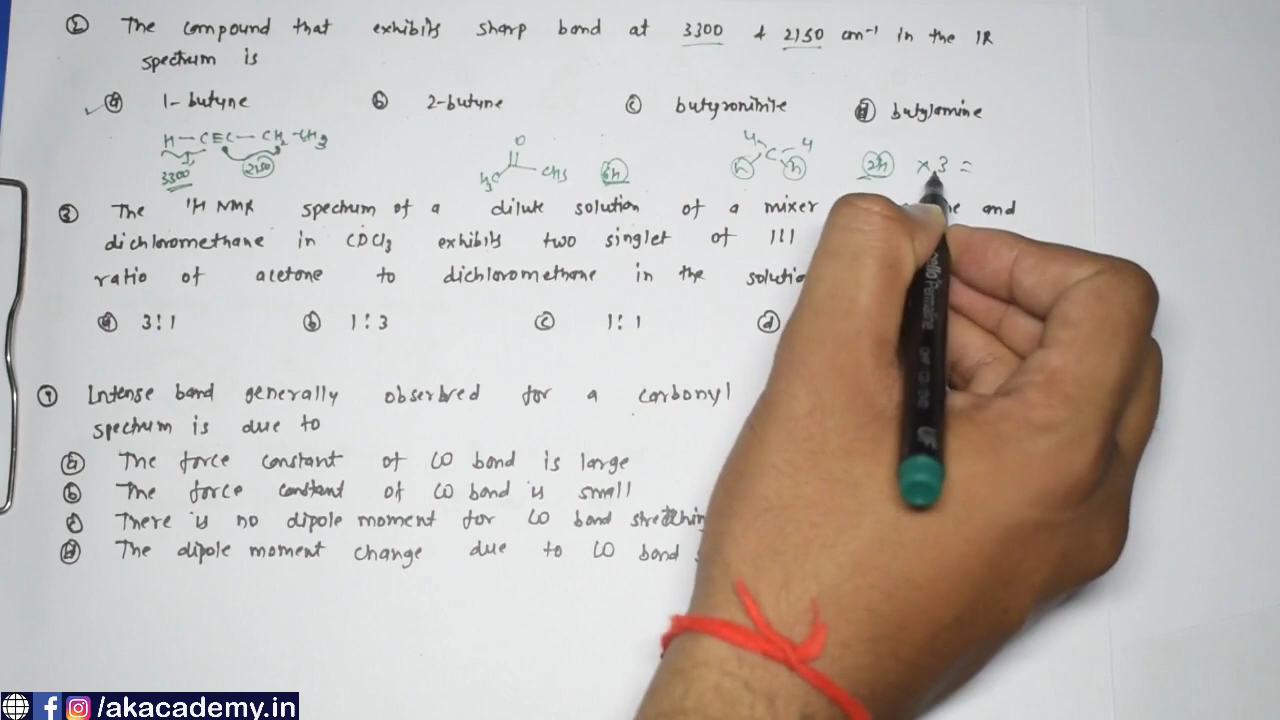 ② The compound that exhibits sharp bond at 3300 & 2150 cm⁻¹ in the IR
spectrum is
ⓐ 1-butyne ⓑ 2-butyne ⓒ butyronitrile ⓓ butylamine
H-C≡C-CH₂-CH₃
3300 2150
O
H₃C CH₃ 6H
C
H H 2H × 3 =
③ The ¹H NMR spectrum of a dilute solution of a mixer and
dichloromethane in CDCl₃ exhibits two singlet of 1:1
ratio of acetone to dichloromethane in the
ⓐ 3:1 ⓑ 1:3 ⓒ 1:1 ⓓ
Intense band generally obserbred for a carbonyl
spectrum is due to
ⓐ The force constant of CO bond is large
ⓑ The force constant of CO bond is small
ⓒ There is no dipole moment for CO bond
ⓓ The dipole moment change due to CO bond
/akacademy.in